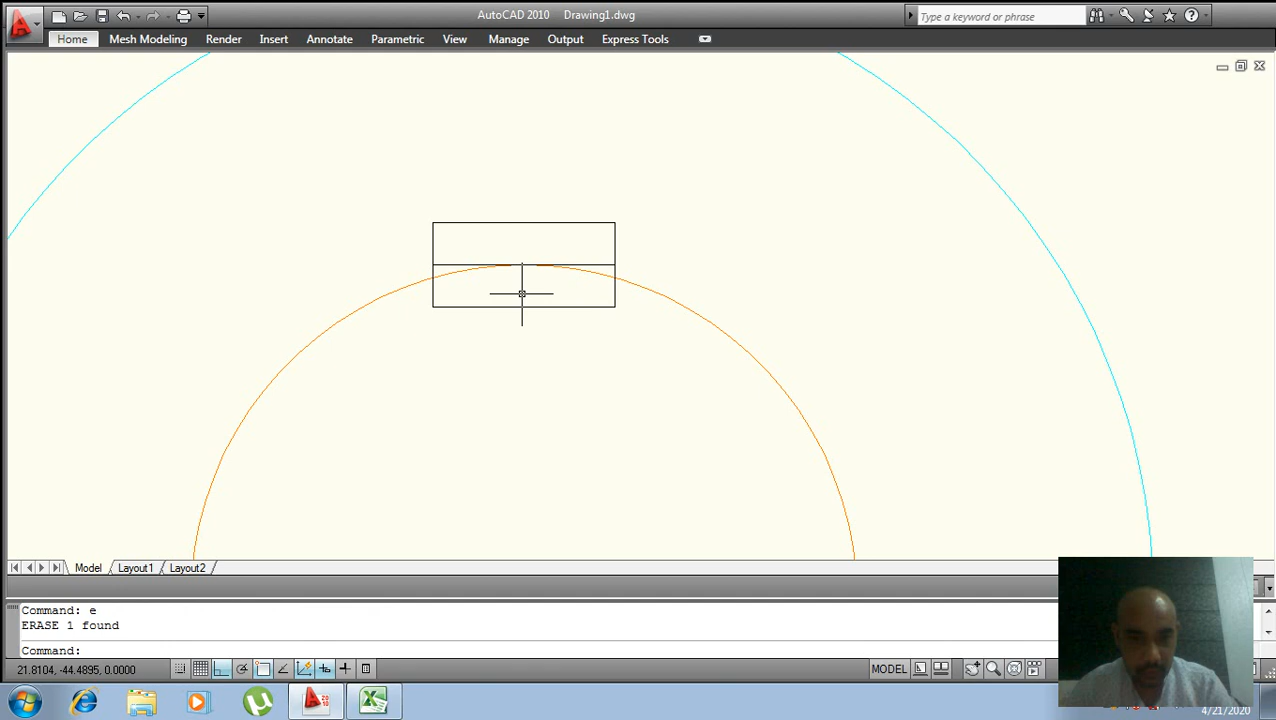 AutoCAD 2010 Drawing1.dwg
Type a keyword or phrase
Home Mesh Modeling Render Insert Annotate Parametric View Manage Output Express Tools
Model Layout1 Layout2
Command: e
ERASE 1 found
Command:
21.8104, -44.4895, 0.0000 MODEL
4/21/2020